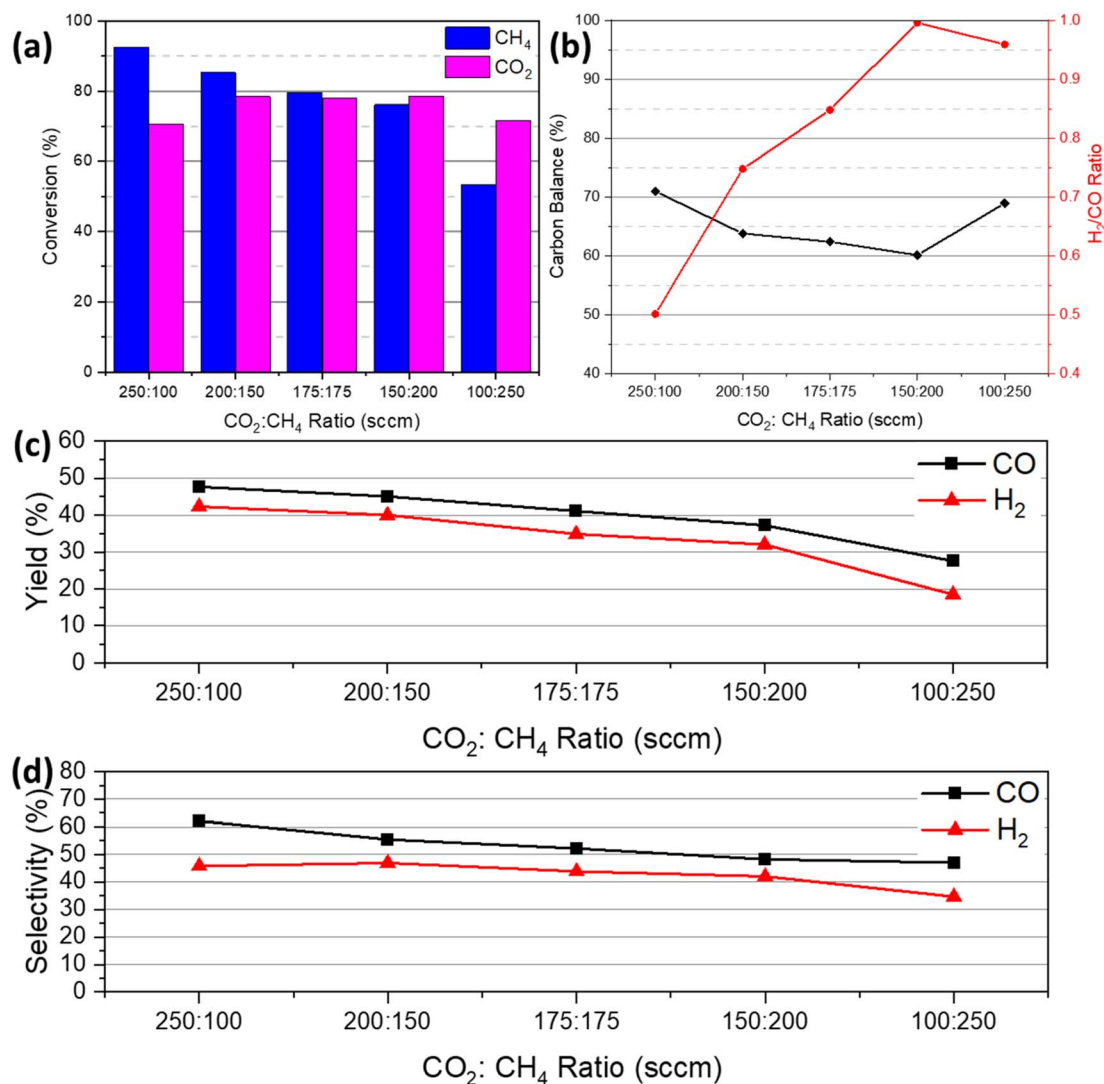 (a)
100
80
60
40
20
0
Conversion (%)
CH₄
CO₂
250:100 200:150 175:175 150:200 100:250
CO₂:CH₄ Ratio (sccm)
(b)
100
90
80
70
60
50
40
Carbon Balance (%)
1.0
0.9
0.8
0.7
0.6
0.5
0.4
H₂/CO Ratio
250:100 200:150 175:175 150:200 100:250
CO₂: CH₄ Ratio (sccm)
(c)
60
50
40
30
20
10
0
Yield (%)
CO
H₂
250:100 200:150 175:175 150:200 100:250
CO₂: CH₄ Ratio (sccm)
(d)
80
70
60
50
40
30
20
10
0
Selectivity (%)
CO
H₂
250:100 200:150 175:175 150:200 100:250
CO₂: CH₄ Ratio (sccm)